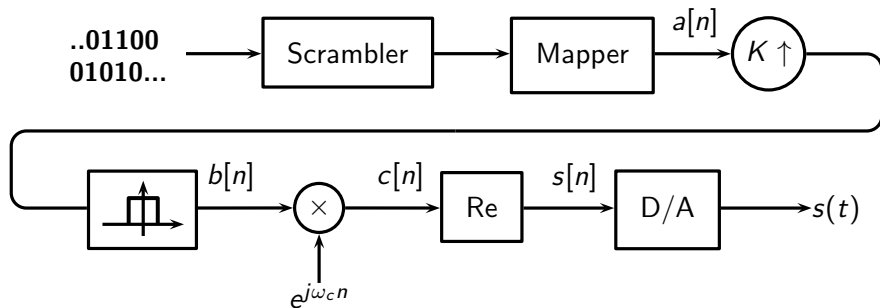 ..01100
01010...
Scrambler
Mapper
a[n]
K ↑
b[n]
×
c[n]
Re
s[n]
D/A
s(t)
e^{jω_c n}